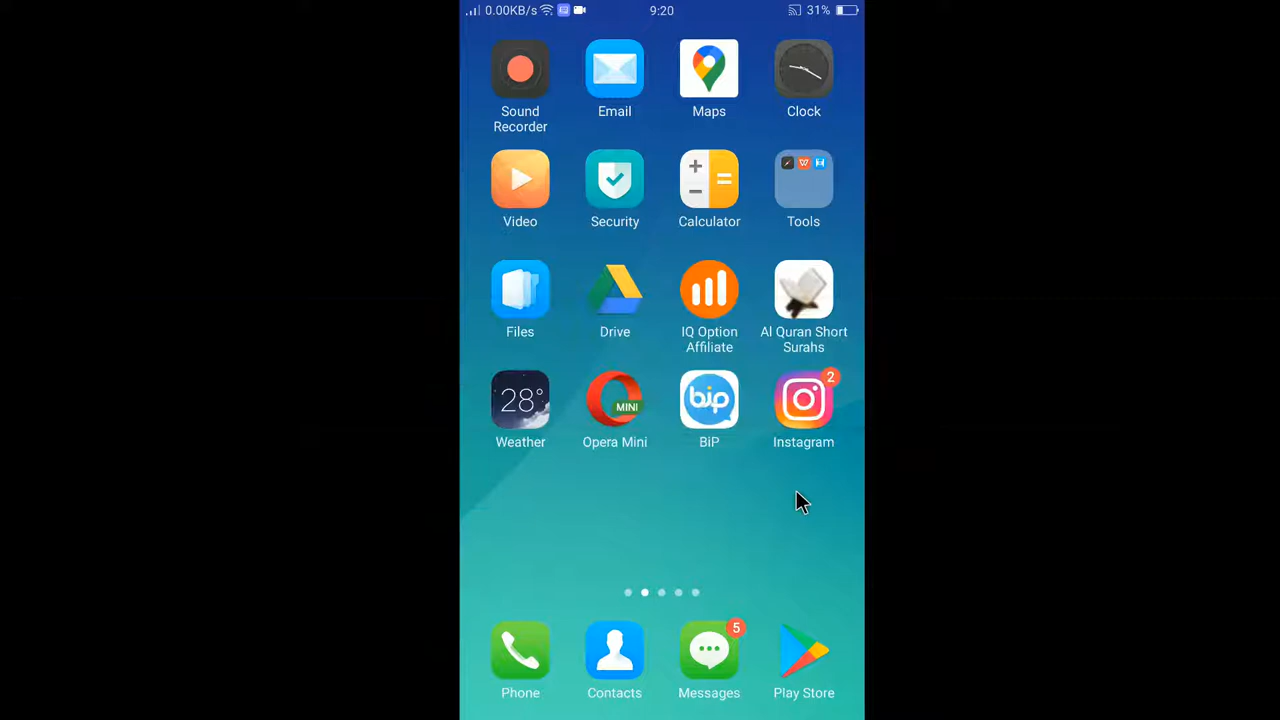 0.00KB/s 9:20 31%
Sound Email Maps Clock
Recorder
Video Security Calculator Tools
Files Drive IQ Option Al Quran Short
Affiliate Surahs
28° MINI bip 2
Weather Opera Mini BiP Instagram
5
Phone Contacts Messages Play Store